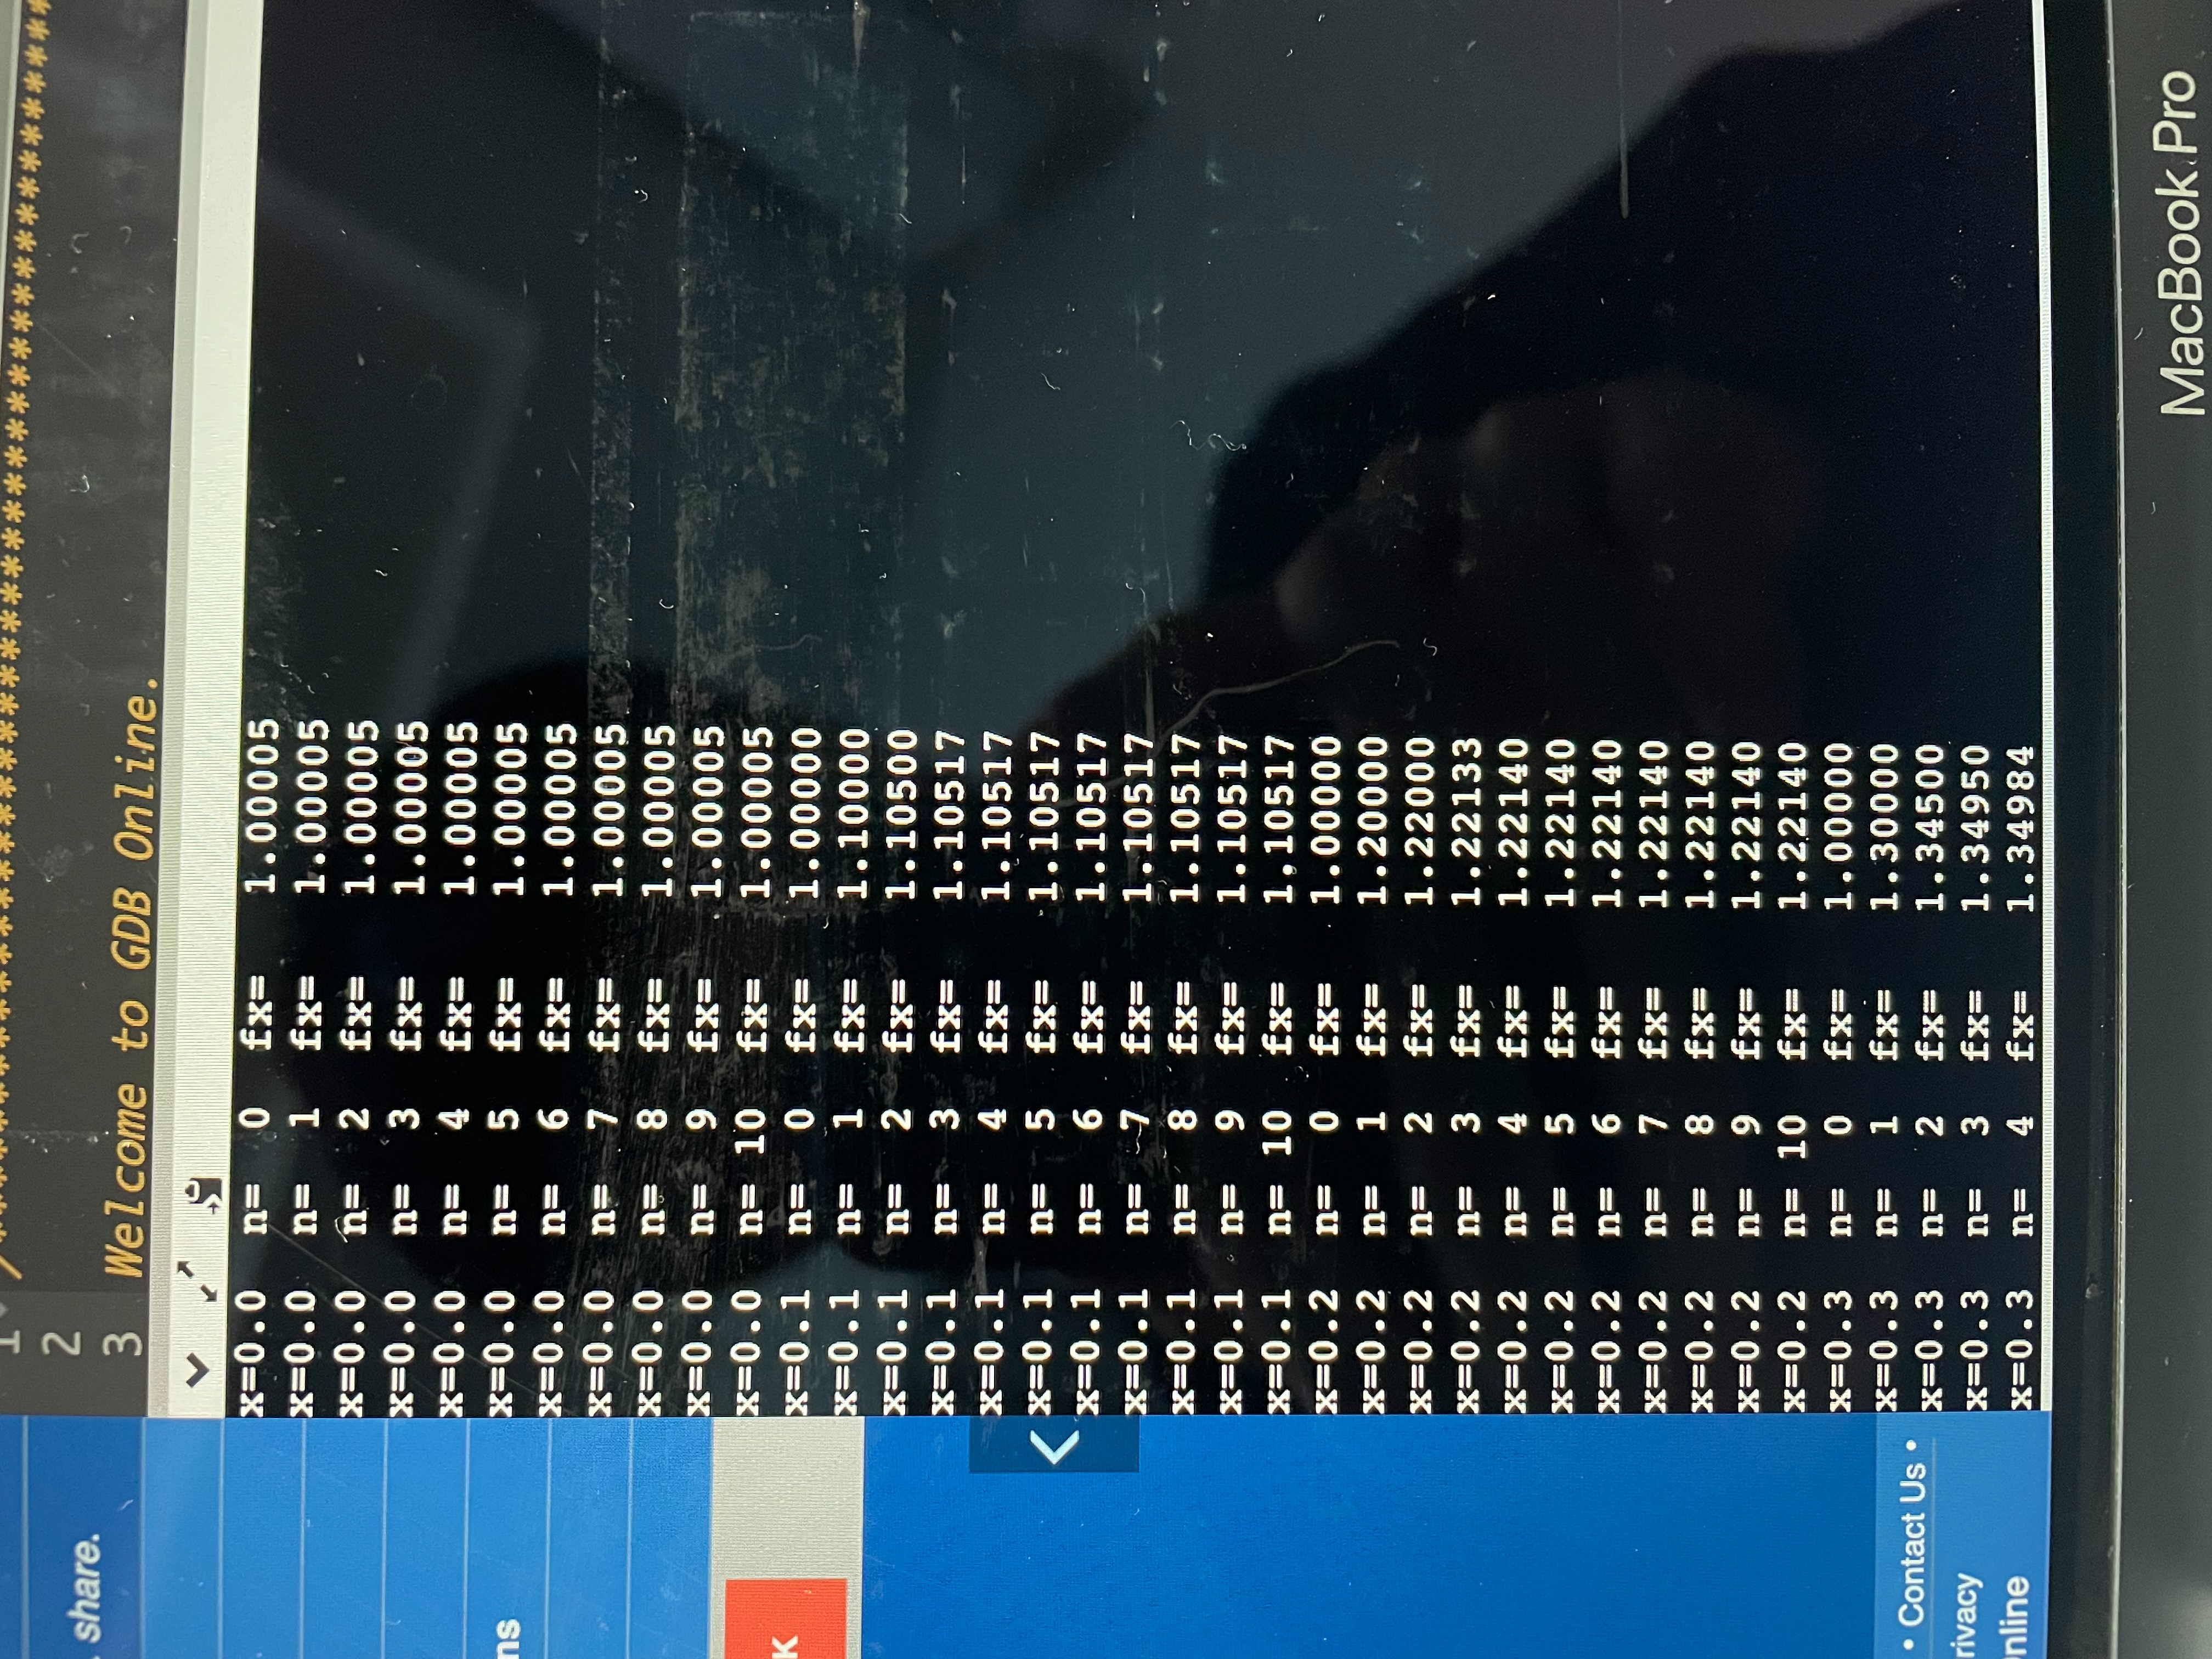 1 /************************************************
2
3 Welcome to GDB Online.
share.
ns
K
x=0.0 n= 0 fx= 1.00005
x=0.0 n= 1 fx= 1.00005
x=0.0 n= 2 fx= 1.00005
x=0.0 n= 3 fx= 1.00005
x=0.0 n= 4 fx= 1.00005
x=0.0 n= 5 fx= 1.00005
x=0.0 n= 6 fx= 1.00005
x=0.0 n= 7 fx= 1.00005
x=0.0 n= 8 fx= 1.00005
x=0.0 n= 9 fx= 1.00005
x=0.0 n= 10 fx= 1.00005
x=0.1 n= 0 fx= 1.00000
x=0.1 n= 1 fx= 1.10000
x=0.1 n= 2 fx= 1.10500
x=0.1 n= 3 fx= 1.10517
x=0.1 n= 4 fx= 1.10517
x=0.1 n= 5 fx= 1.10517
x=0.1 n= 6 fx= 1.10517
x=0.1 n= 7 fx= 1.10517
x=0.1 n= 8 fx= 1.10517
x=0.1 n= 9 fx= 1.10517
x=0.1 n= 10 fx= 1.10517
x=0.2 n= 0 fx= 1.00000
x=0.2 n= 1 fx= 1.20000
x=0.2 n= 2 fx= 1.22000
x=0.2 n= 3 fx= 1.22133
x=0.2 n= 4 fx= 1.22140
x=0.2 n= 5 fx= 1.22140
x=0.2 n= 6 fx= 1.22140
x=0.2 n= 7 fx= 1.22140
x=0.2 n= 8 fx= 1.22140
x=0.2 n= 9 fx= 1.22140
x=0.2 n= 10 fx= 1.22140
x=0.3 n= 0 fx= 1.00000
x=0.3 n= 1 fx= 1.30000
x=0.3 n= 2 fx= 1.34500
x=0.3 n= 3 fx= 1.34950
x=0.3 n= 4 fx= 1.34984
• Contact Us •
rivacy
nline
MacBook Pro